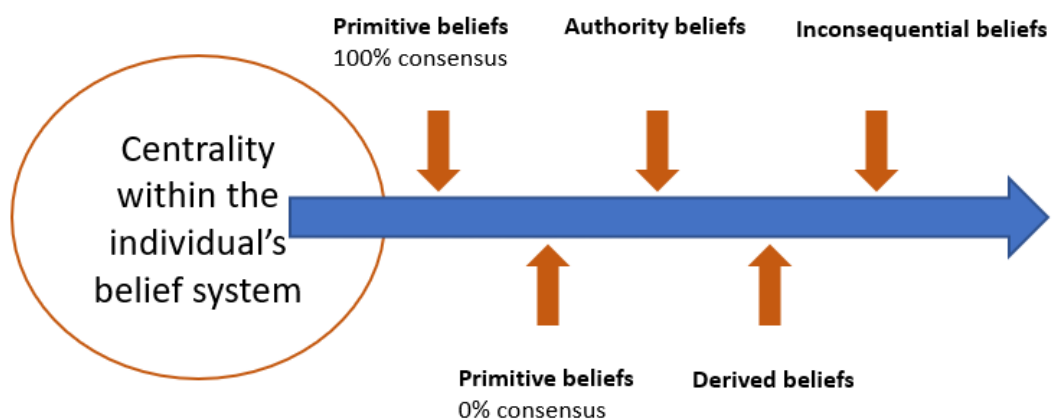 Primitive beliefs
100% consensus
Authority beliefs
Inconsequential beliefs
Centrality
within the
individual’s
belief system
Primitive beliefs
0% consensus
Derived beliefs